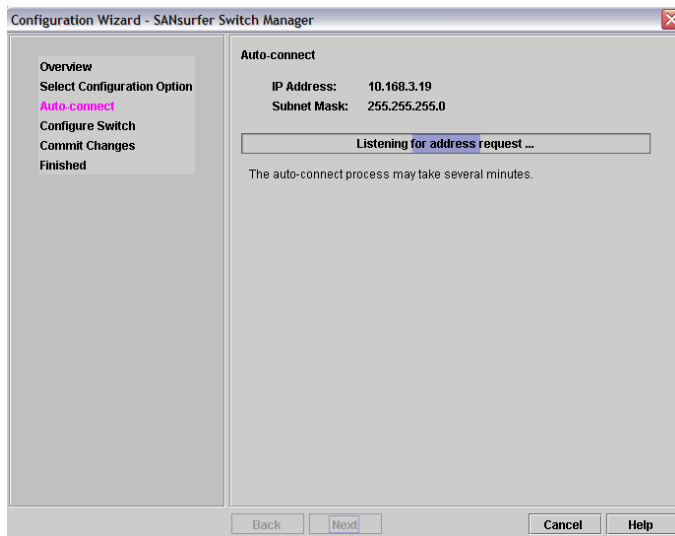 Configuration Wizard - SANsurfer Switch Manager
Overview
Select Configuration Option
Auto-connect
Configure Switch
Commit Changes
Finished
Auto-connect
IP Address: 10.168.3.19
Subnet Mask: 255.255.255.0
Listening for address request ...
The auto-connect process may take several minutes.
Back Next Cancel Help